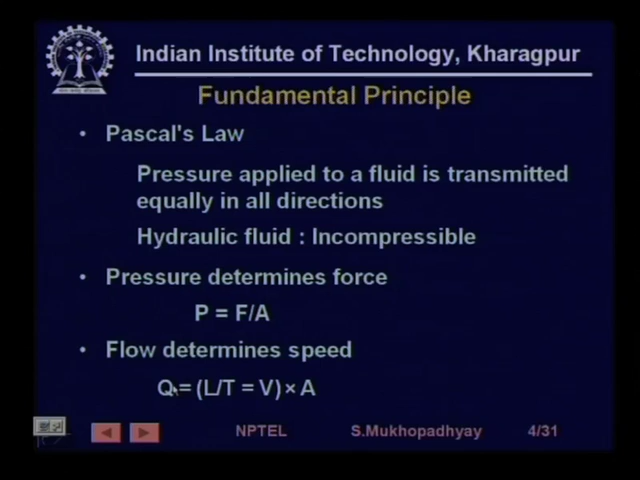 Indian Institute of Technology, Kharagpur
Fundamental Principle
• Pascal's Law
Pressure applied to a fluid is transmitted
equally in all directions
Hydraulic fluid : Incompressible
• Pressure determines force
P = F/A
• Flow determines speed
Q = (L/T = V) × A
NPTEL S.Mukhopadhyay 4/31